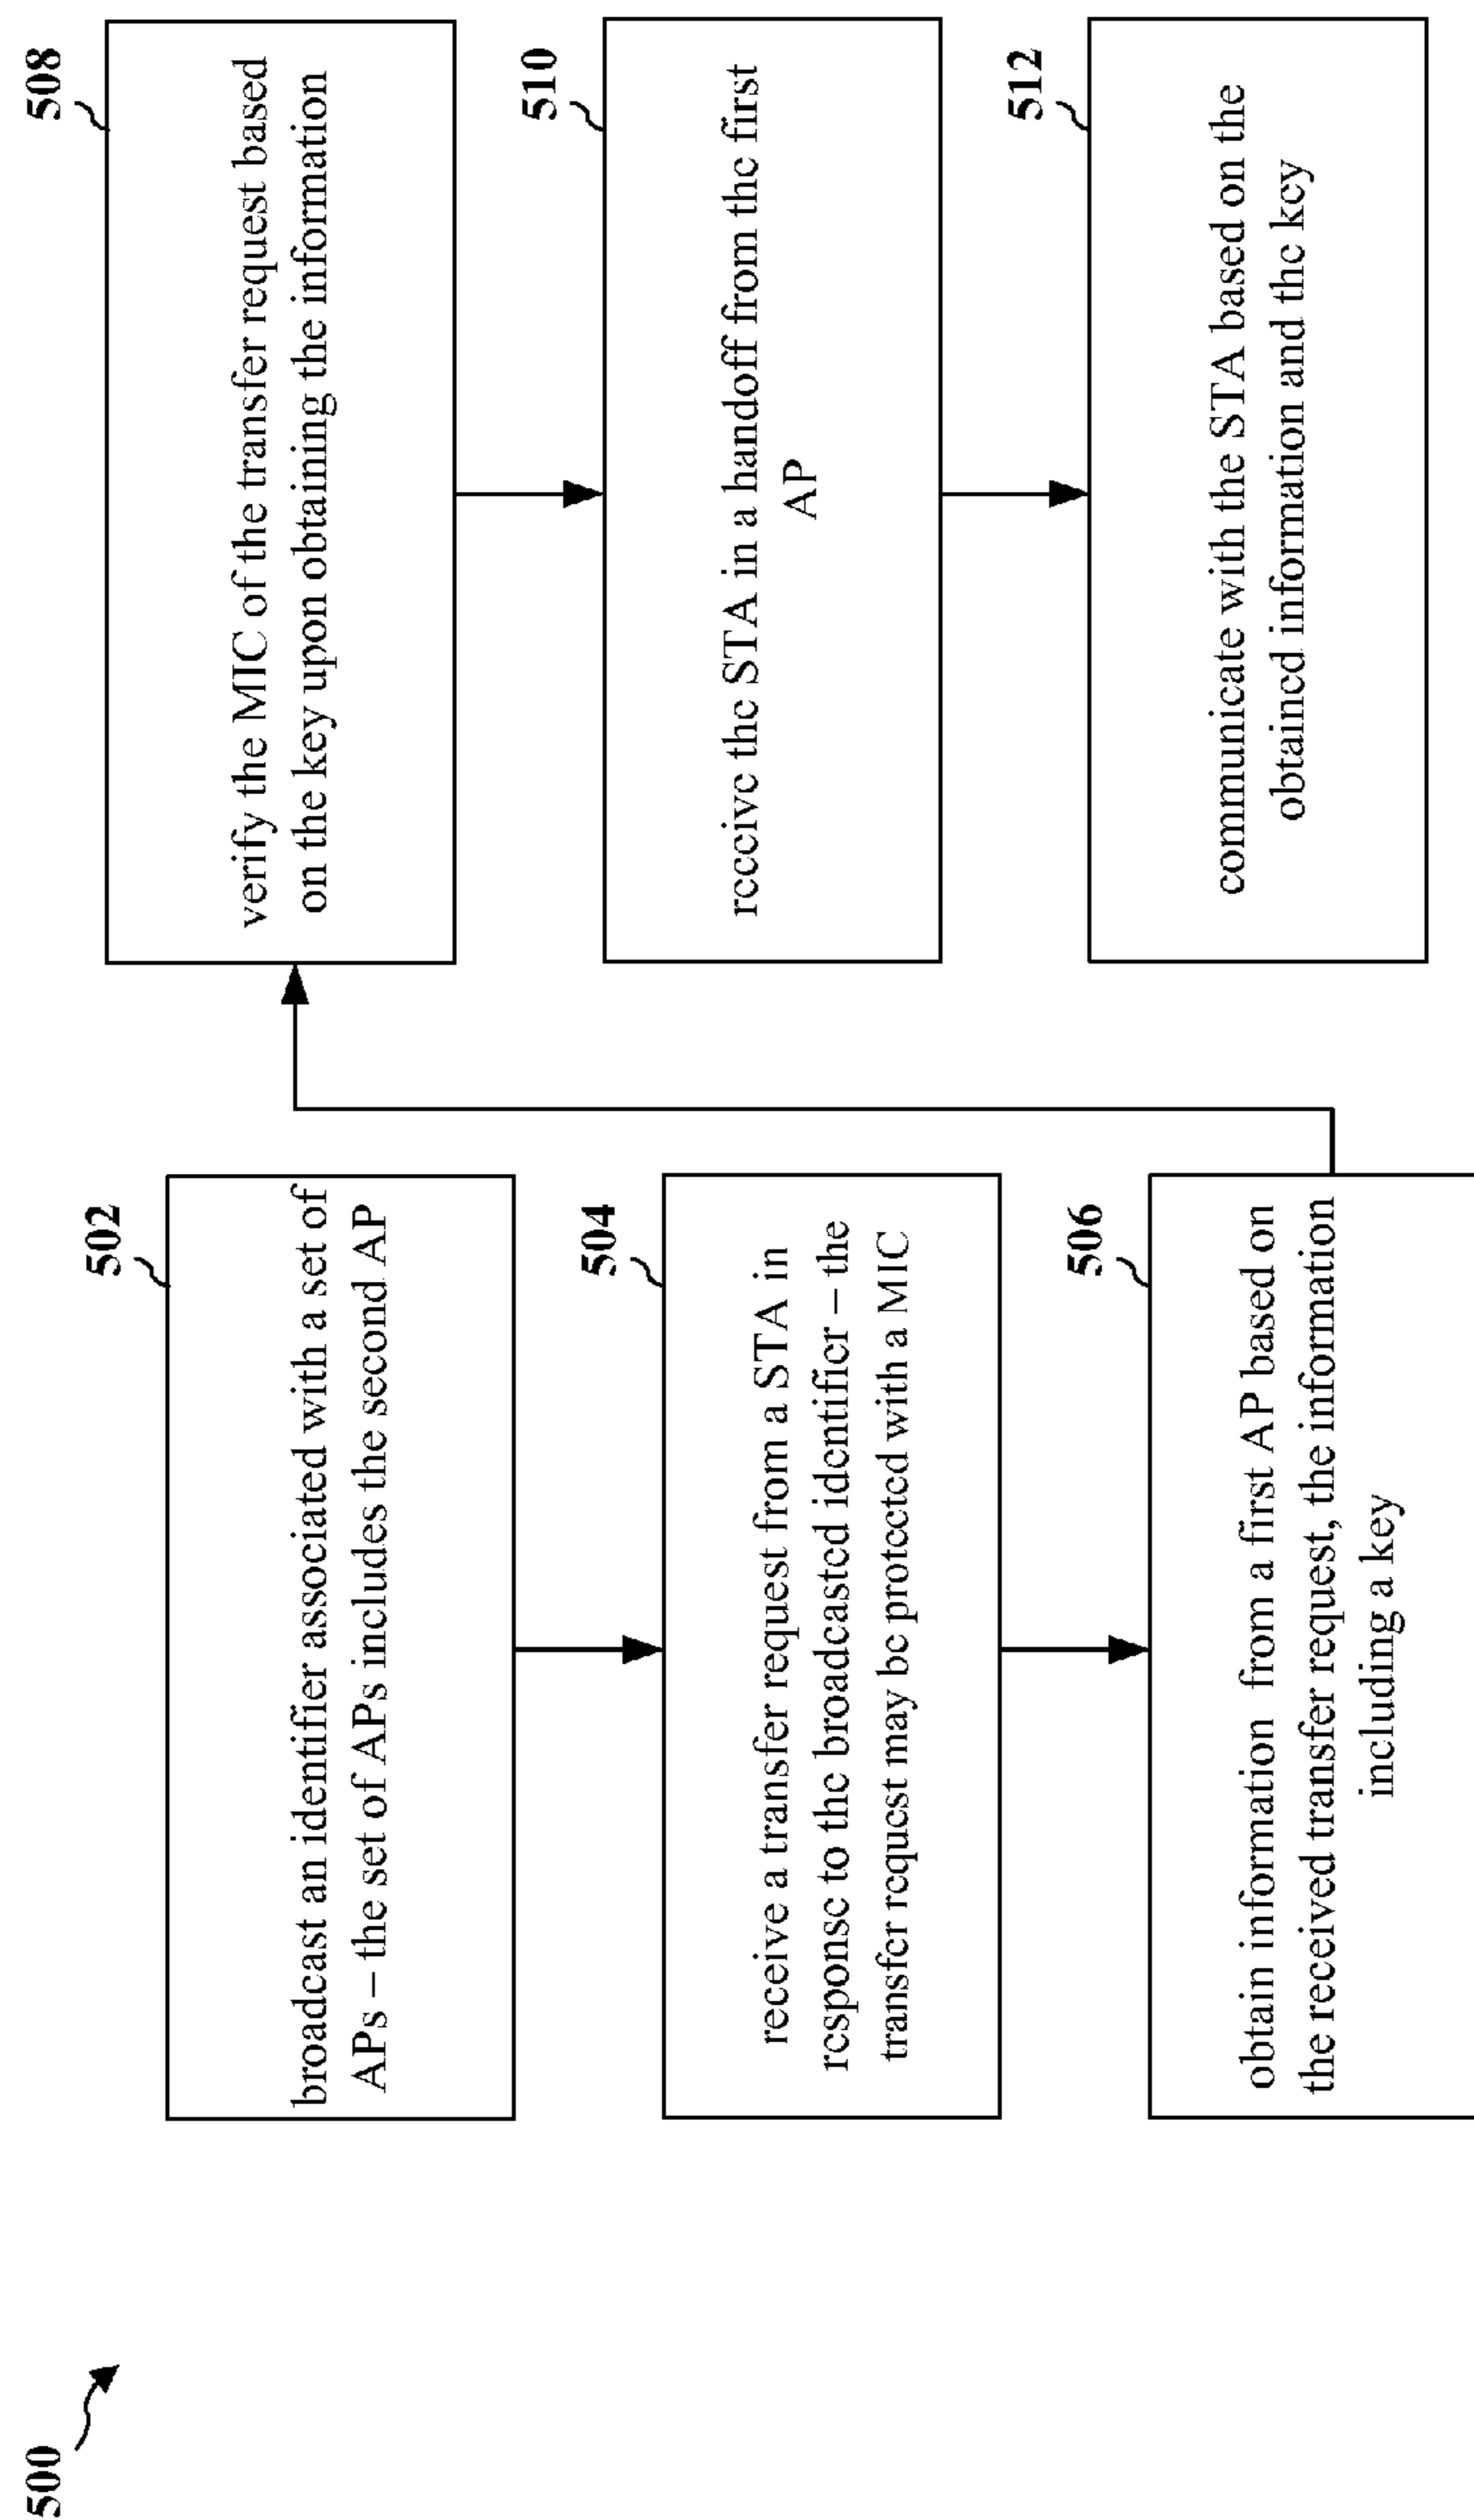 500
502
broadcast an identifier associated with a set of
APs – the set of APs includes the second AP
504
receive a transfer request from a STA in
response to the broadcasted identifier – the
transfer request may be protected with a MIC
506
obtain information from a first AP based on
the received transfer request, the information
including a key
508
verify the MIC of the transfer request based
on the key upon obtaining the information
510
receive the STA in a handoff from the first
AP
512
communicate with the STA based on the
obtained information and the key